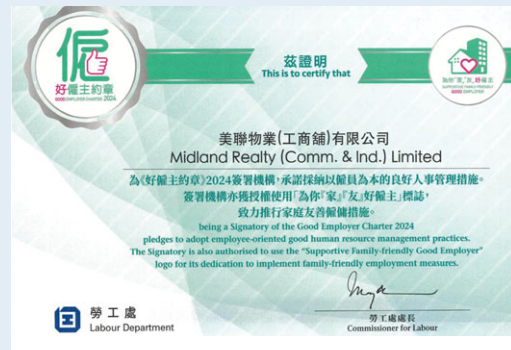 僱
好僱主約章
GOOD EMPLOYER CHARTER 2024
茲證明
This is to certify that
為你「家」「友」好僱主
SUPPORTIVE FAMILY-FRIENDLY
GOOD EMPLOYER
美聯物業(工商舖)有限公司
Midland Realty (Comm. & Ind.) Limited
為《好僱主約章》2024簽署機構，承諾採納以僱員為本的良好人事管理措施。
簽署機構亦獲授權使用「為你『家』『友』好僱主」標誌，
致力推行家庭友善僱傭措施。
being a Signatory of the Good Employer Charter 2024
pledges to adopt employee-oriented good human resource management practices.
The Signatory is also authorised to use the "Supportive Family-friendly Good Employer"
logo for its dedication to implement family-friendly employment measures.
勞工處
Labour Department
勞工處處長
Commissioner for Labour